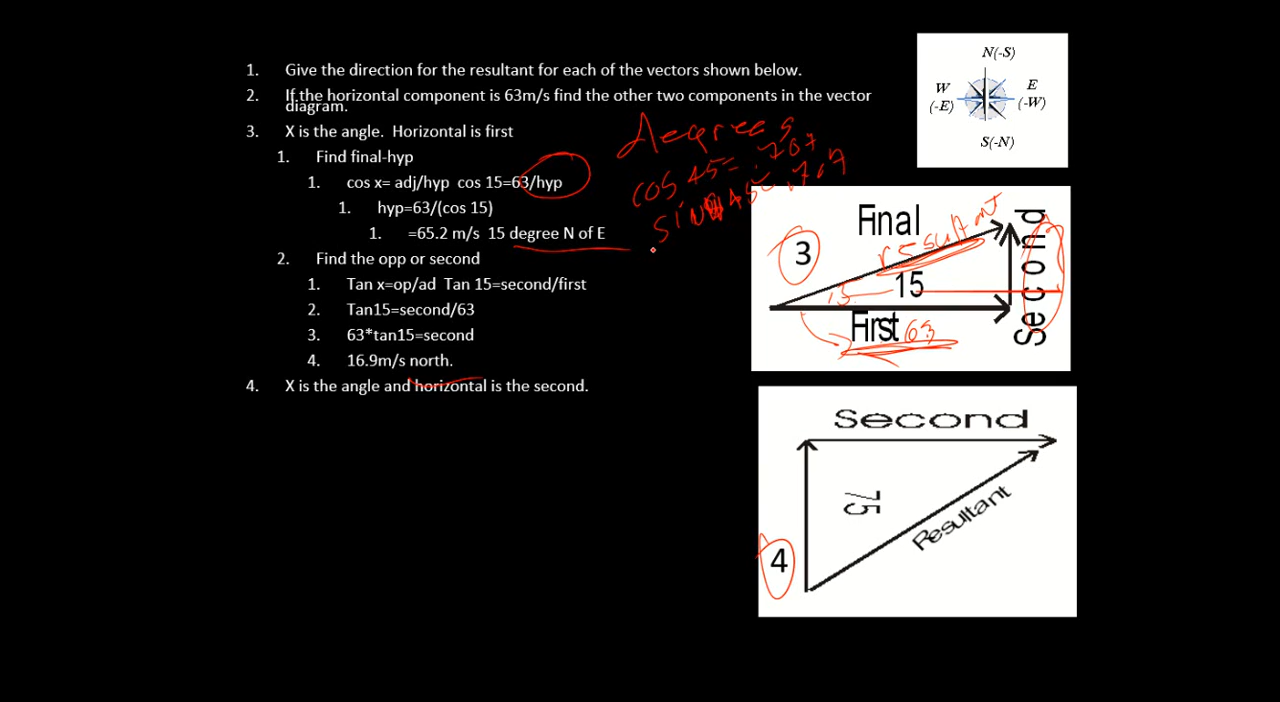 1. Give the direction for the resultant for each of the vectors shown below.
2. If the horizontal component is 63m/s find the other two components in the vector
diagram.
3. X is the angle. Horizontal is first
1. Find final-hyp
1. cos x= adj/hyp cos 15=63/hyp
1. hyp=63/(cos 15)
1. =65.2 m/s 15 degree N of E
2. Find the opp or second
1. Tan x=op/ad Tan 15=second/first
2. Tan15=second/63
3. 63*tan15=second
4. 16.9m/s north.
4. X is the angle and horizontal is the second.
degrees
cos 45= .707
sin 45= .707
N(-S)
W
(-E)
E
(-W)
S(-N)
Final
3
resultant
15
15
First 63
Second
Second
75
Resultant
4